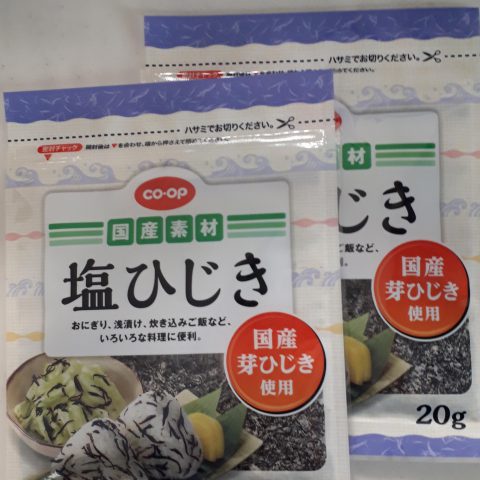 ハサミでお切りください。
ハサミでお切りください。
密封チャック
CO・OP
国産素材
塩ひじき
おにぎり、浅漬け、炊き込みご飯など、
いろいろな料理に便利。
国産
芽ひじき
使用
材
じき
ご飯など、
利。
国産
芽ひじき
使用
20g